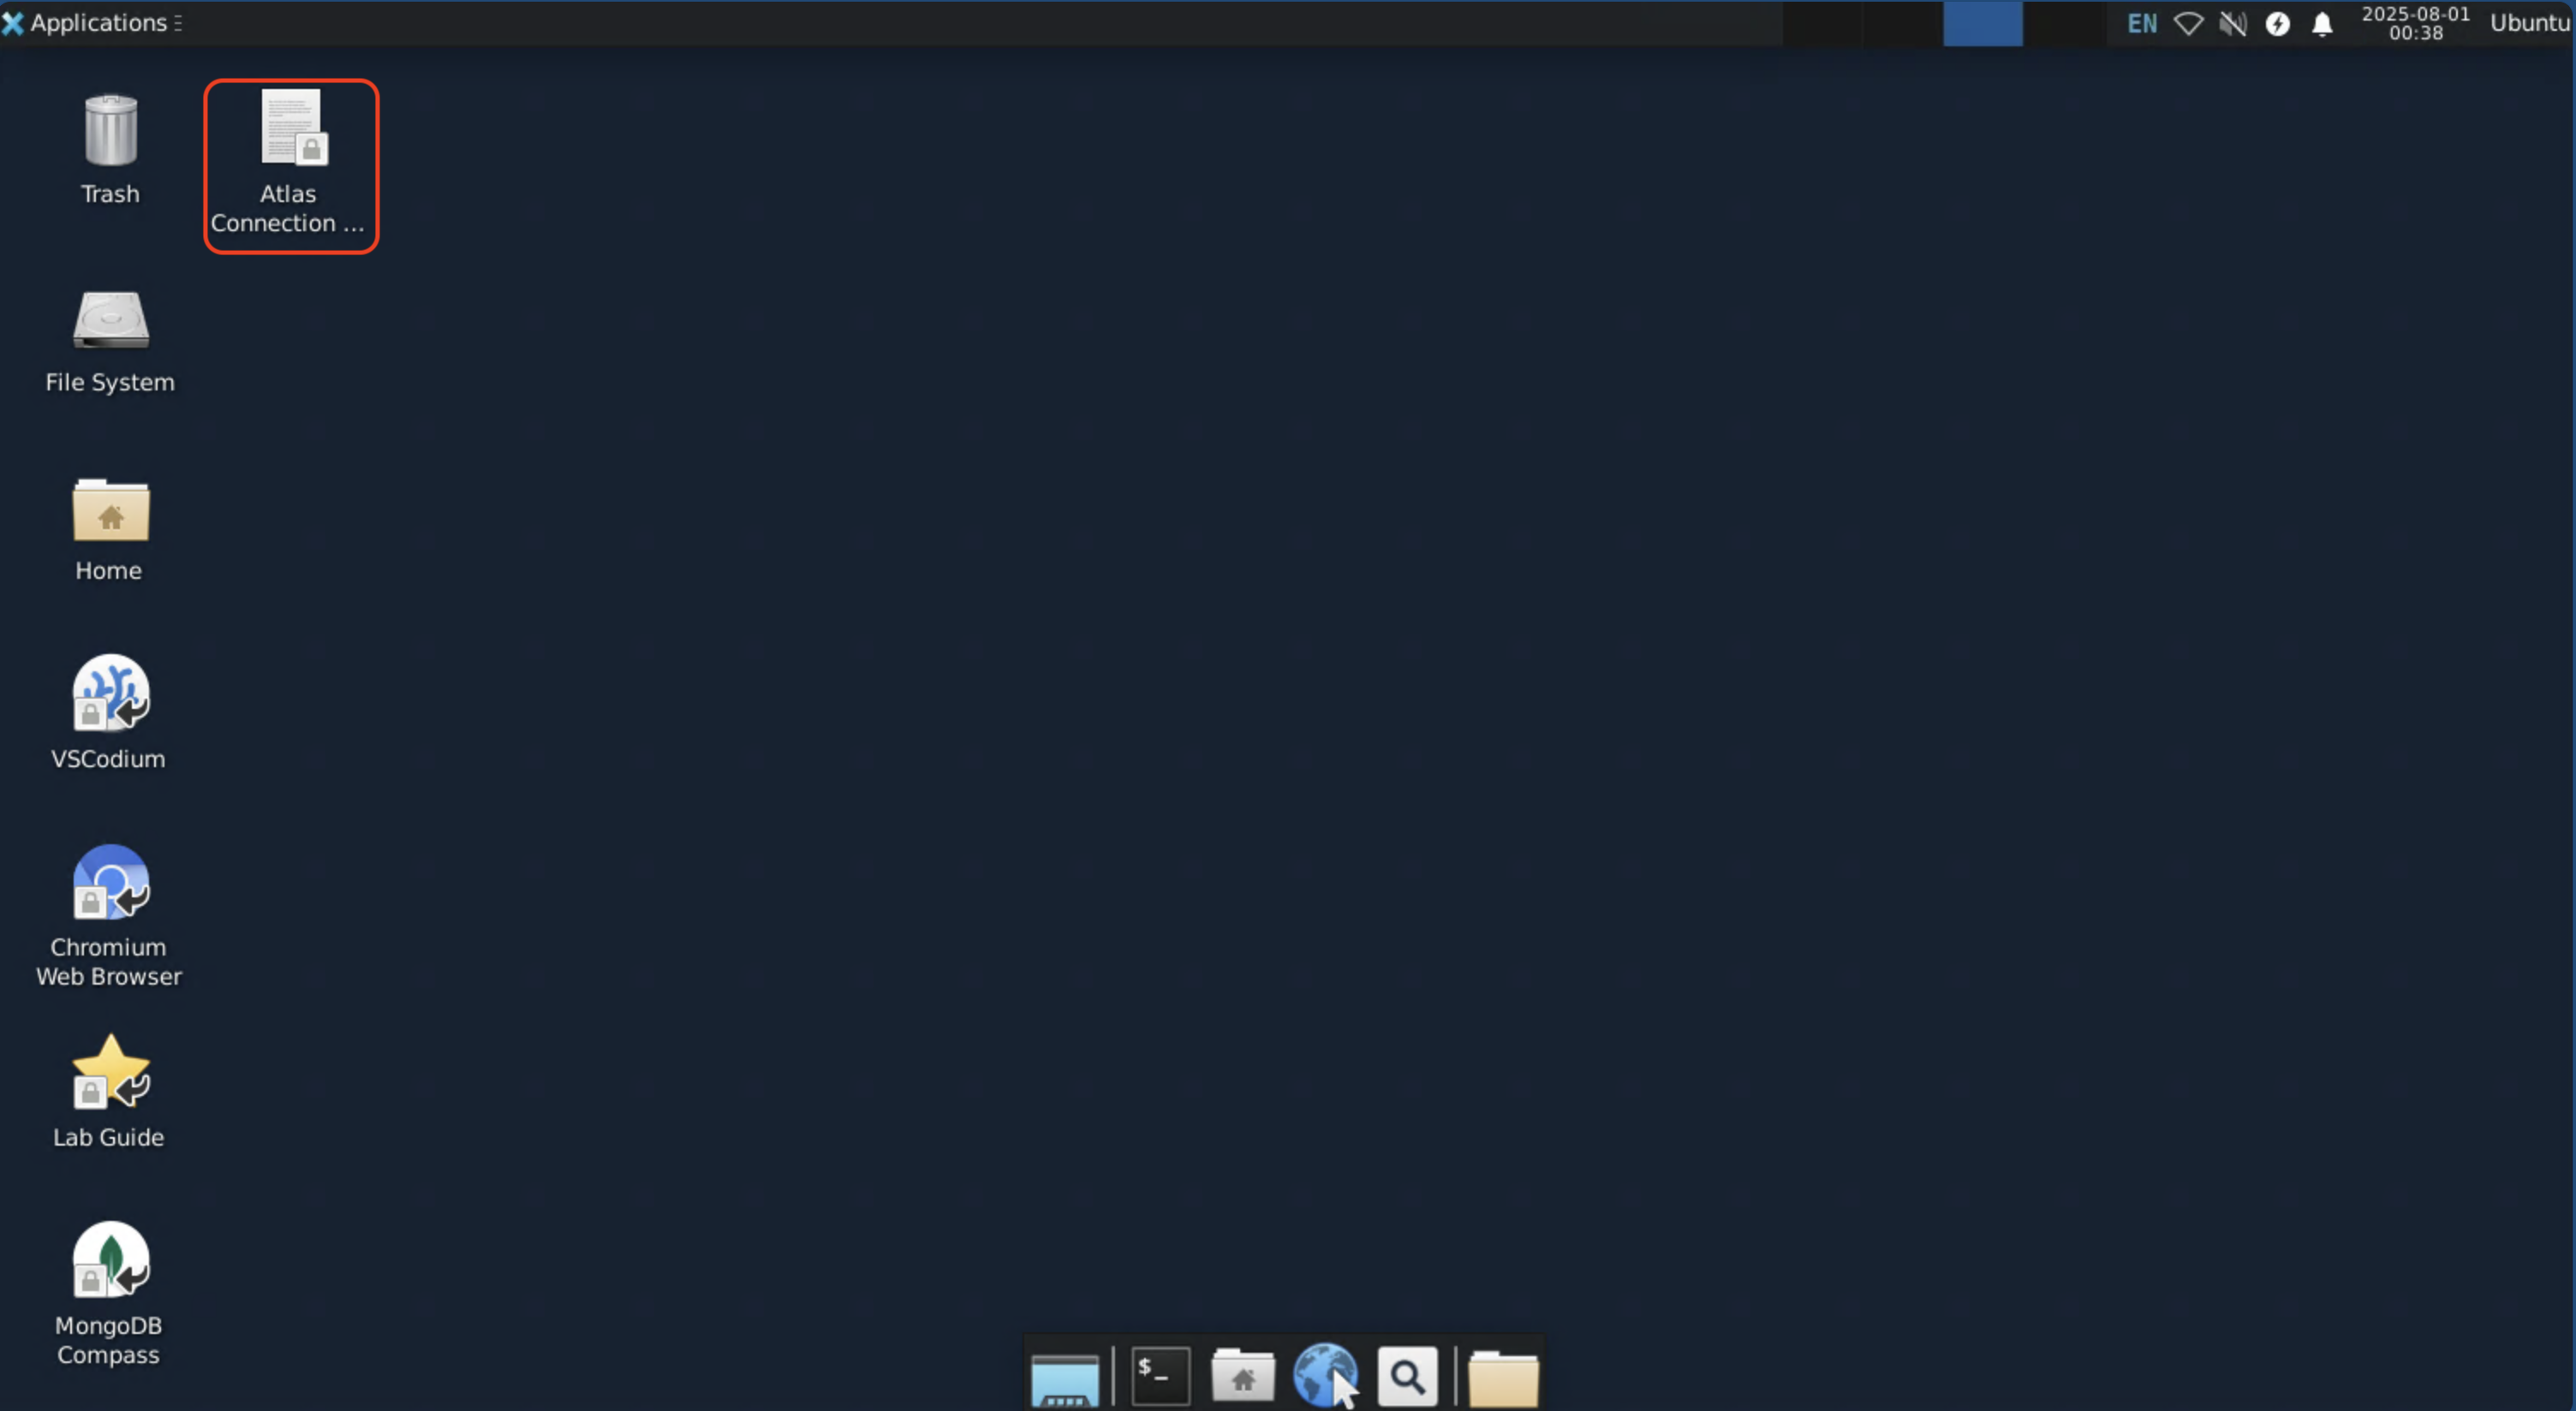 Applications
EN
2025-08-01
00:38
Ubuntu
Trash
Atlas
Connection ...
File System
Home
VSCodium
Chromium
Web Browser
Lab Guide
MongoDB
Compass
$_